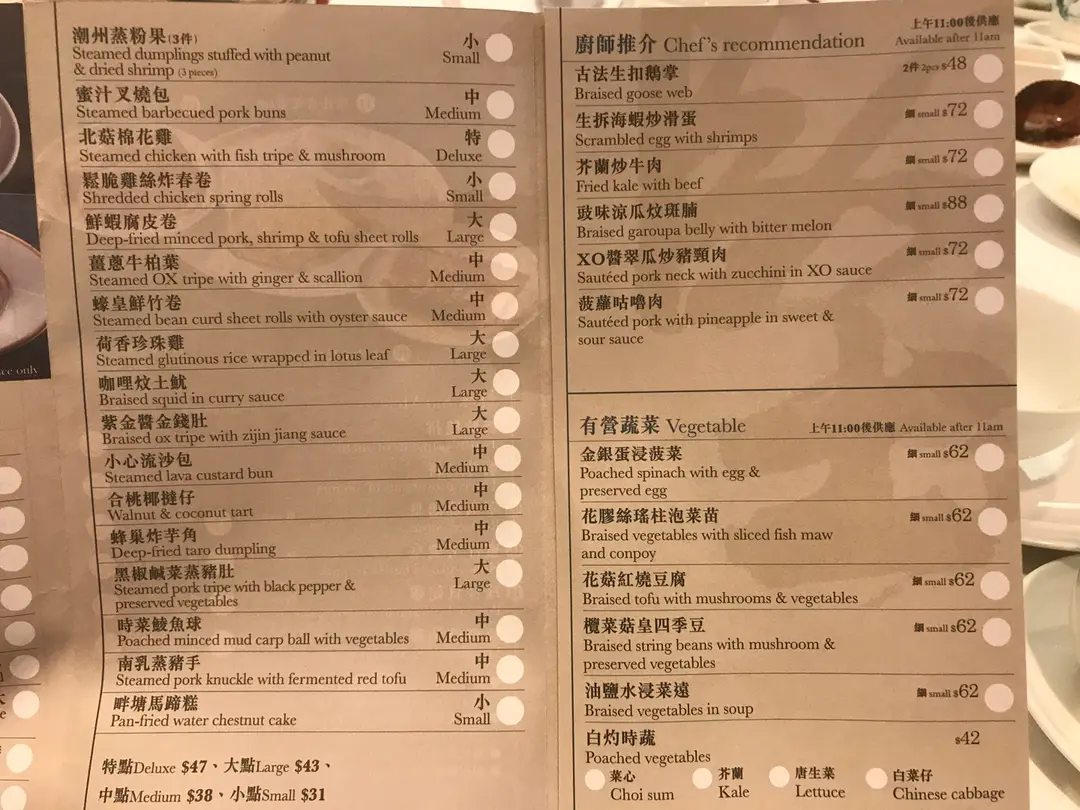 潮州蒸粉果(3件) 小
Steamed dumplings stuffed with peanut Small
& dried shrimp (3 pieces)
蜜汁叉燒包 中
Steamed barbecued pork buns Medium
北菇棉花雞 特
Steamed chicken with fish tripe & mushroom Deluxe
鬆脆雞絲炸春卷 小
Shredded chicken spring rolls Small
鮮蝦腐皮卷 大
Deep-fried minced pork, shrimp & tofu sheet rolls Large
薑蔥牛柏葉 中
Steamed OX tripe with ginger & scallion Medium
蠔皇鮮竹卷 中
Steamed bean curd sheet rolls with oyster sauce Medium
荷香珍珠雞 大
Steamed glutinous rice wrapped in lotus leaf Large
咖哩炆土魷 大
Braised squid in curry sauce Large
紫金醬金錢肚 大
Braised ox tripe with zijin jiang sauce Large
小心流沙包 中
Steamed lava custard bun Medium
合桃椰撻仔 中
Walnut & coconut tart Medium
蜂巢炸芋角 中
Deep-fried taro dumpling Medium
黑椒鹹菜蒸豬肚 大
Steamed pork tripe with black pepper & Large
preserved vegetables
時菜鯪魚球 中
Poached minced mud carp ball with vegetables Medium
南乳蒸豬手 中
Steamed pork knuckle with fermented red tofu Medium
畔塘馬蹄糕 小
Pan-fried water chestnut cake Small
特點Deluxe $47、大點Large $43、
中點Medium $38、小點Small $31
上午11:00後供應
廚師推介 Chef's recommendation Available after 11am
古法生扣鵝掌 2件 2pcs $48
Braised goose web
生拆海蝦炒滑蛋 細 small $72
Scrambled egg with shrimps
芥蘭炒牛肉 細 small $72
Fried kale with beef
豉味涼瓜炆斑腩 細 small $88
Braised garoupa belly with bitter melon
XO醬翠瓜炒豬頸肉 細 small $72
Sautéed pork neck with zucchini in XO sauce
菠蘿咕嚕肉 細 small $72
Sautéed pork with pineapple in sweet &
sour sauce
有營蔬菜 Vegetable 上午11:00後供應 Available after 11am
金銀蛋浸菠菜 細 small $62
Poached spinach with egg &
preserved egg
花膠絲瑤柱泡菜苗 細 small $62
Braised vegetables with sliced fish maw
and conpoy
花菇紅燒豆腐 細 small $62
Braised tofu with mushrooms & vegetables
欖菜菇皇四季豆 細 small $62
Braised string beans with mushroom &
preserved vegetables
油鹽水浸菜遠 細 small $62
Braised vegetables in soup
白灼時蔬 $42
Poached vegetables
菜心 芥蘭 唐生菜 白菜仔
Choi sum Kale Lettuce Chinese cabbage